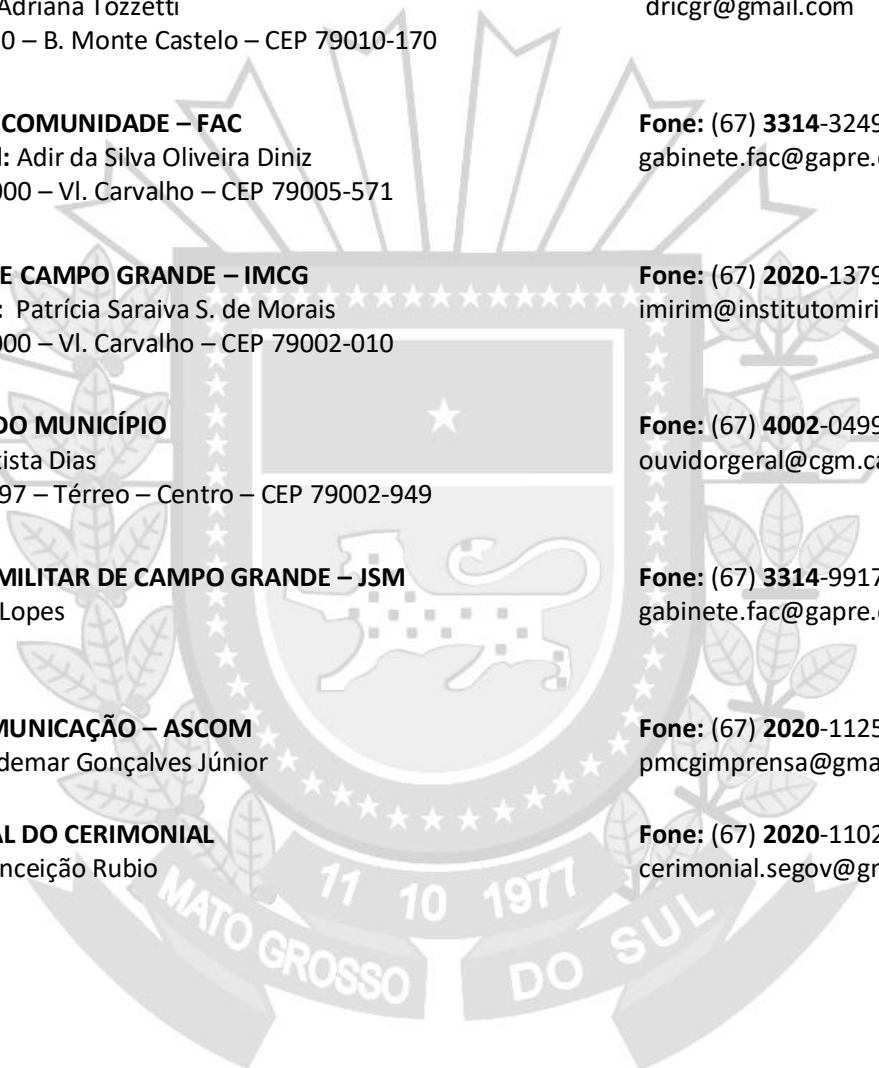 Adriana Tozzetti dricgr@gmail.com
0 – B. Monte Castelo – CEP 79010-170
COMUNIDADE – FAC Fone: (67) 3314-3249
: Adir da Silva Oliveira Diniz gabinete.fac@gapre.
000 – Vl. Carvalho – CEP 79005-571
E CAMPO GRANDE – IMCG Fone: (67) 2020-1379
: Patrícia Saraiva S. de Morais imirim@institutomiri
000 – Vl. Carvalho – CEP 79002-010
DO MUNICÍPIO Fone: (67) 4002-0499
tista Dias ouvidorgeral@cgm.ca
97 – Térreo – Centro – CEP 79002-949
MILITAR DE CAMPO GRANDE – JSM Fone: (67) 3314-9917
Lopes gabinete.fac@gapre.
MUNICAÇÃO – ASCOM Fone: (67) 2020-1125
demar Gonçalves Júnior pmcgimprensa@gma
AL DO CERIMONIAL Fone: (67) 2020-1102
nceição Rubio cerimonial.segov@gm
11 10 1977
MATO GROSSO DO SUL